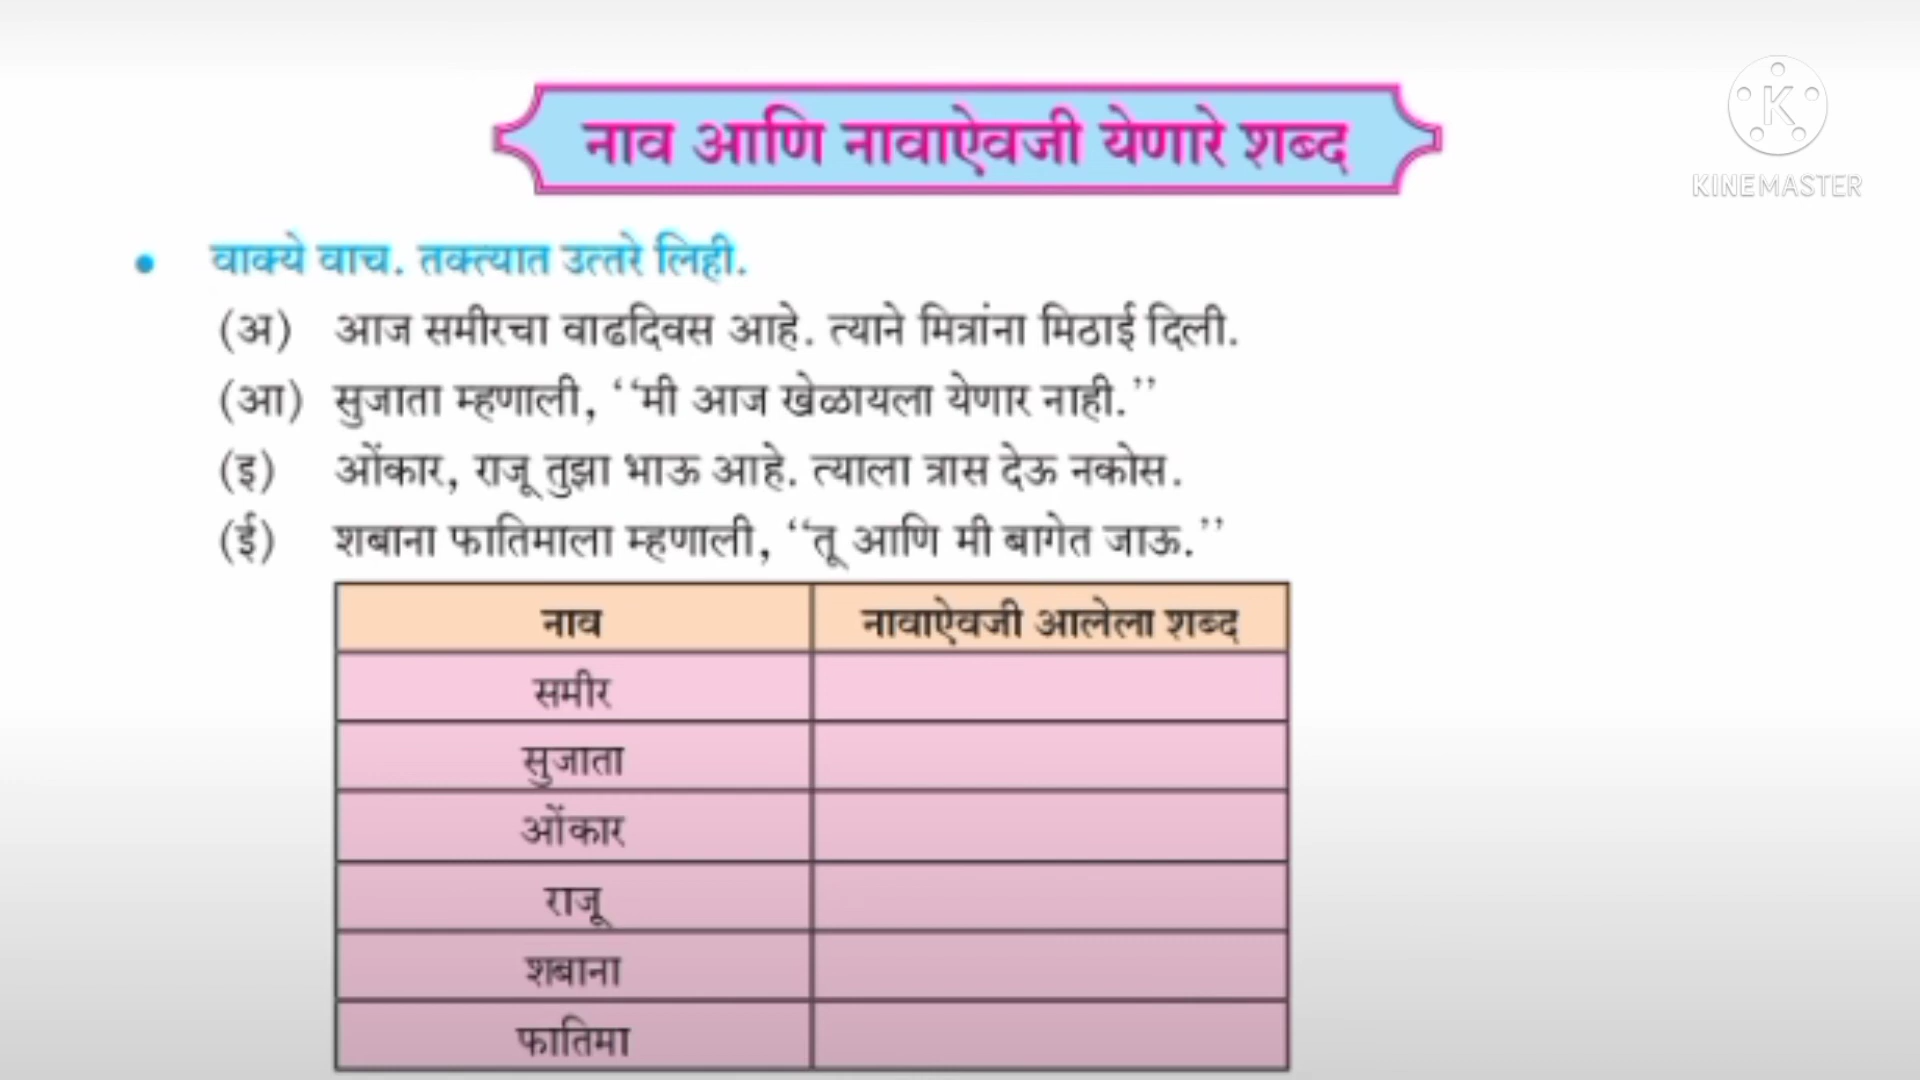 नाव आणि नावाऐवजी येणारे शब्द
KINEMASTER
• वाक्ये वाच. तक्त्यात उत्तरे लिही.
(अ) आज समीरचा वाढदिवस आहे. त्याने मित्रांना मिठाई दिली.
(आ) सुजाता म्हणाली, ‘‘मी आज खेळायला येणार नाही.’’
(इ) ओंकार, राजू तुझा भाऊ आहे. त्याला त्रास देऊ नकोस.
(ई) शबाना फातिमाला म्हणाली, ‘‘तू आणि मी बागेत जाऊ.’’
नाव नावाऐवजी आलेला शब्द
समीर
सुजाता
ओंकार
राजू
शबाना
फातिमा